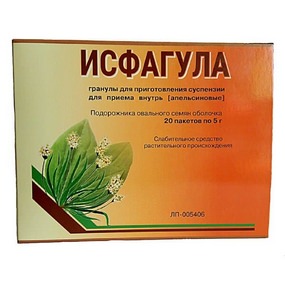 ИСФАГУЛА
гранулы для приготовления суспензии
для приема внутрь [апельсиновые]
Подорожника овального семян оболочка
20 пакетов по 5 г
Слабительное средство
растительного происхождения
ЛП-005406